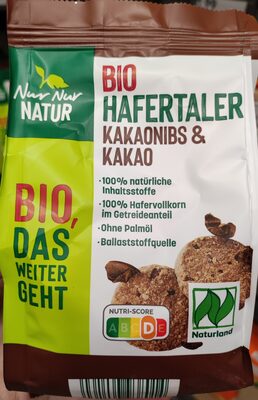 Nur Nur
NATUR
BIO,
DAS
WEITER
GEHT
BIO
HAFERTALER
KAKAONIBS &
KAKAO
•100% natürliche
Inhaltsstoffe
•100% Hafervollkorn
im Getreideanteil
•Ohne Palmöl
•Ballaststoffquelle
NUTRI-SCORE
A B C D E
Naturland